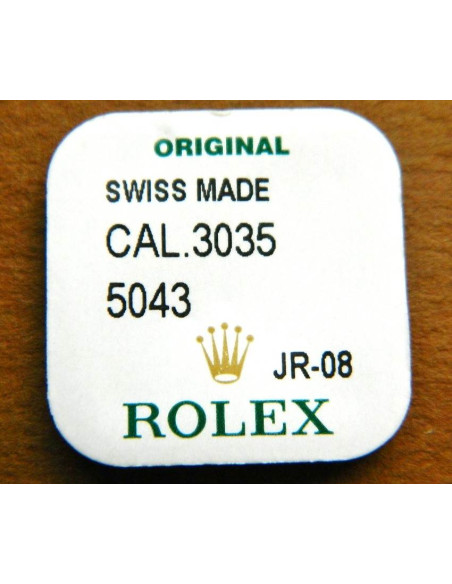 ORIGINAL
SWISS MADE
CAL.3035
5043
JR-08
ROLEX